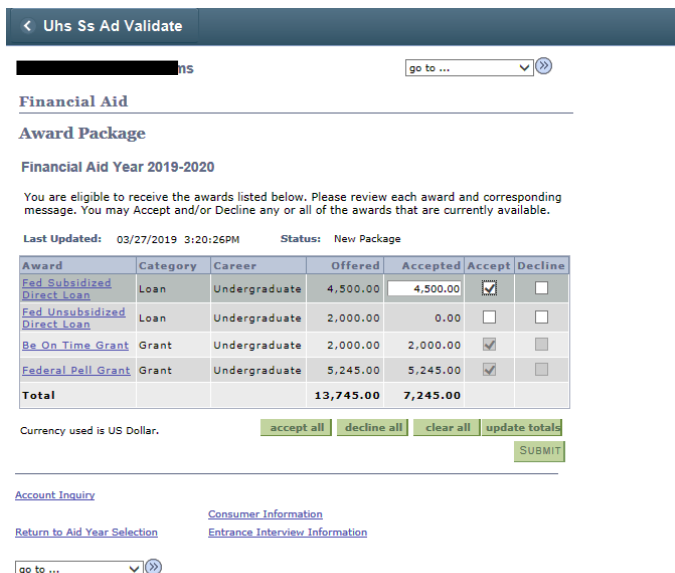 Uhs Ss Ad Validate
ns
go to ...
Financial Aid
Award Package
Financial Aid Year 2019-2020
You are eligible to receive the awards listed below. Please review each award and corresponding
message. You may Accept and/or Decline any or all of the awards that are currently available.
Last Updated: 03/27/2019 3:20:26PM Status: New Package
Award Category Career Offered Accepted Accept Decline
Fed Subsidized
Direct Loan Loan Undergraduate 4,500.00 4,500.00
Fed Unsubsidized
Direct Loan Loan Undergraduate 2,000.00 0.00
Be On Time Grant Grant Undergraduate 2,000.00 2,000.00
Federal Pell Grant Grant Undergraduate 5,245.00 5,245.00
Total 13,745.00 7,245.00
Currency used is US Dollar. accept all decline all clear all update totals
SUBMIT
Account Inquiry
Consumer Information
Return to Aid Year Selection Entrance Interview Information
go to ...